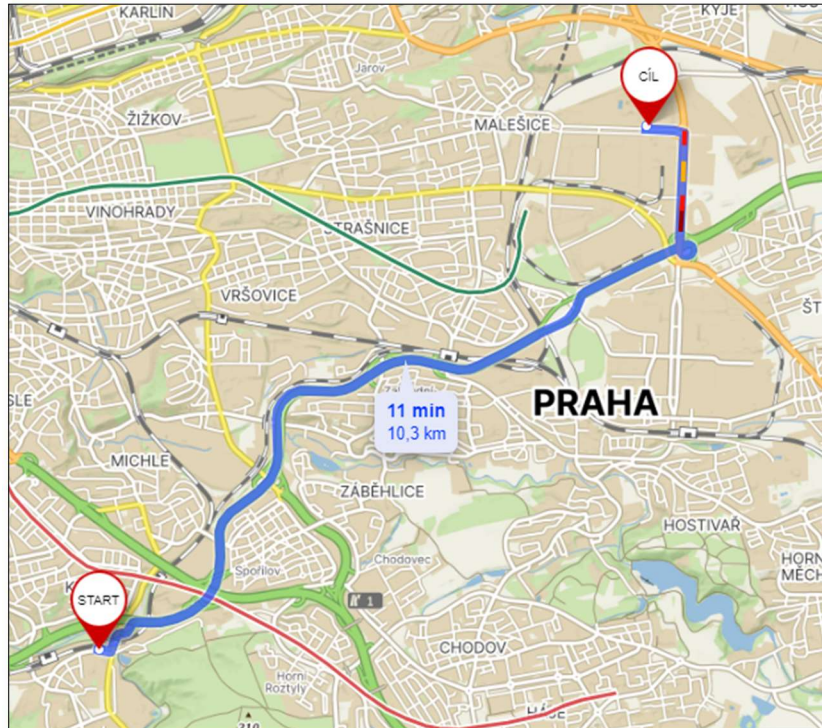 KARLÍN
KYJE
Jarov
CÍL
ŽIŽKOV
MALEŠICE
VINOHRADY
STRAŠNICE
VRŠOVICE
ŠT
SLE
PRAHA
11 min
10,3 km
MICHLE
ZÁBĚHLICE
HOSTIVAŘ
Chodovec
HORN
MĚCH
Spořilov
K
START
1
CHODOV
Horní
Roztyly
HÁJE
310